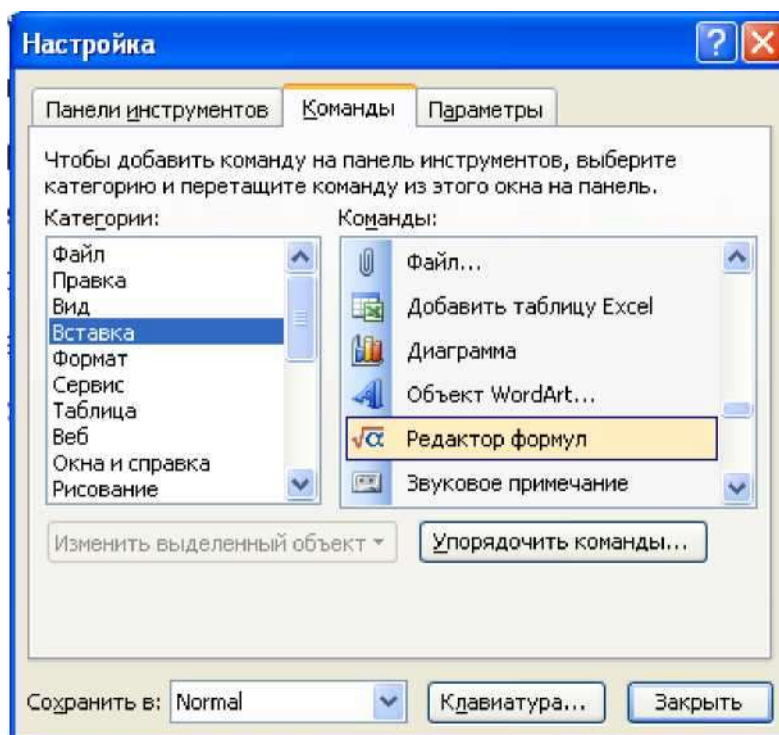 Настройка
Панели инструментов
Команды
Параметры
Чтобы добавить команду на панель инструментов, выберите
категорию и перетащите команду из этого окна на панель.
Категории:
Файл
Правка
Вид
Вставка
Формат
Сервис
Таблица
Веб
Окна и справка
Рисование
Команды:
Файл...
Добавить таблицу Excel
Диаграмма
Объект WordArt...
Редактор формул
Звуковое примечание
Изменить выделенный объект
Упорядочить команды...
Сохранить в:
Normal
Клавиатура...
Закрыть